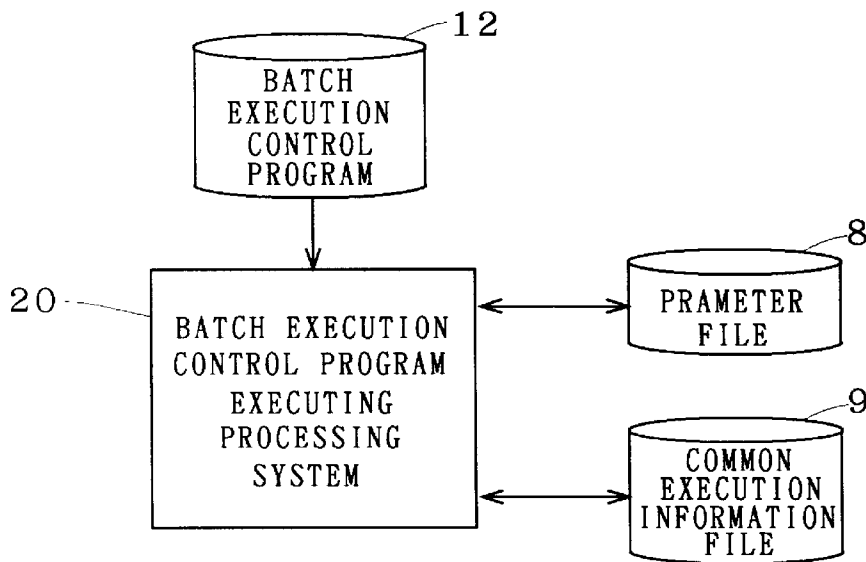 12
BATCH
EXECUTION
CONTROL
PROGRAM
20
BATCH EXECUTION
CONTROL PROGRAM
EXECUTING
PROCESSING
SYSTEM
8
PRAMETER
FILE
9
COMMON
EXECUTION
INFORMATION
FILE